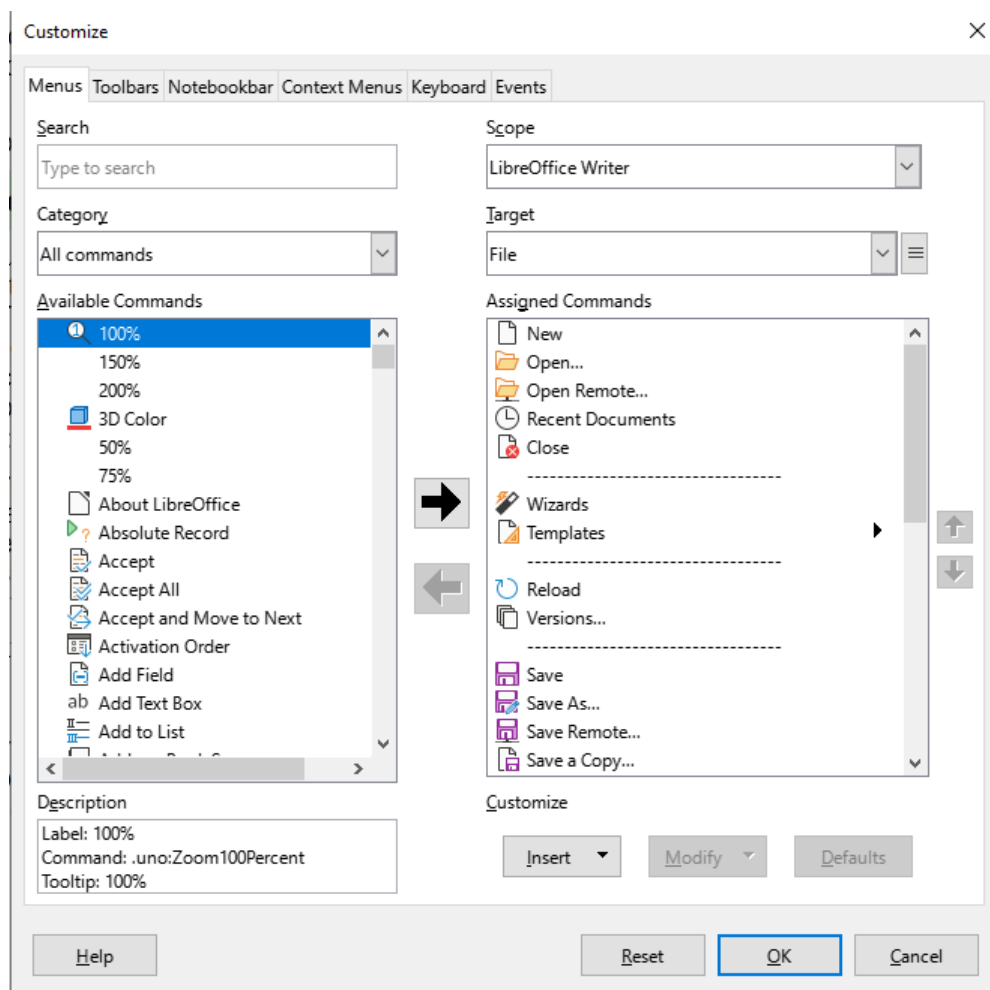 Customize
Menus Toolbars Notebookbar Context Menus Keyboard Events
Search
Type to search
Category
All commands
Available Commands
100%
150%
200%
3D Color
50%
75%
About LibreOffice
Absolute Record
Accept
Accept All
Accept and Move to Next
Activation Order
Add Field
ab Add Text Box
Add to List
Description
Label: 100%
Command: .uno:Zoom100Percent
Tooltip: 100%
Scope
LibreOffice Writer
Target
File
Assigned Commands
New
Open...
Open Remote...
Recent Documents
Close
----------------------------------
Wizards
Templates
----------------------------------
Reload
Versions...
----------------------------------
Save
Save As...
Save Remote...
Save a Copy...
Customize
Insert Modify Defaults
Help Reset OK Cancel